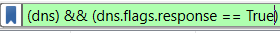 (dns) && (dns.flags.response == True)